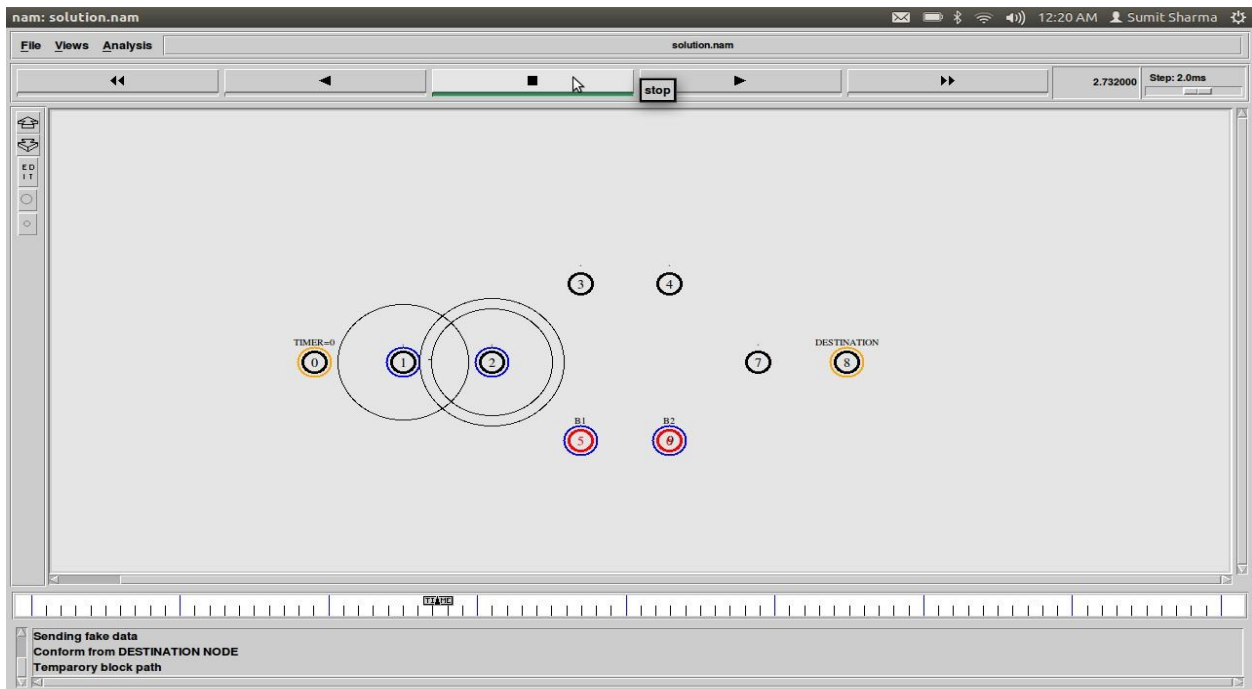 nam: solution.nam
12:20 AM Sumit Sharma
File Views Analysis
solution.nam
stop
2.732000
Step: 2.0ms
E D
I T
3
4
TIMER=0
DESTINATION
0
1
2
7
8
B1
B2
5
TIME
Sending fake data
Conform from DESTINATION NODE
Temparory block path